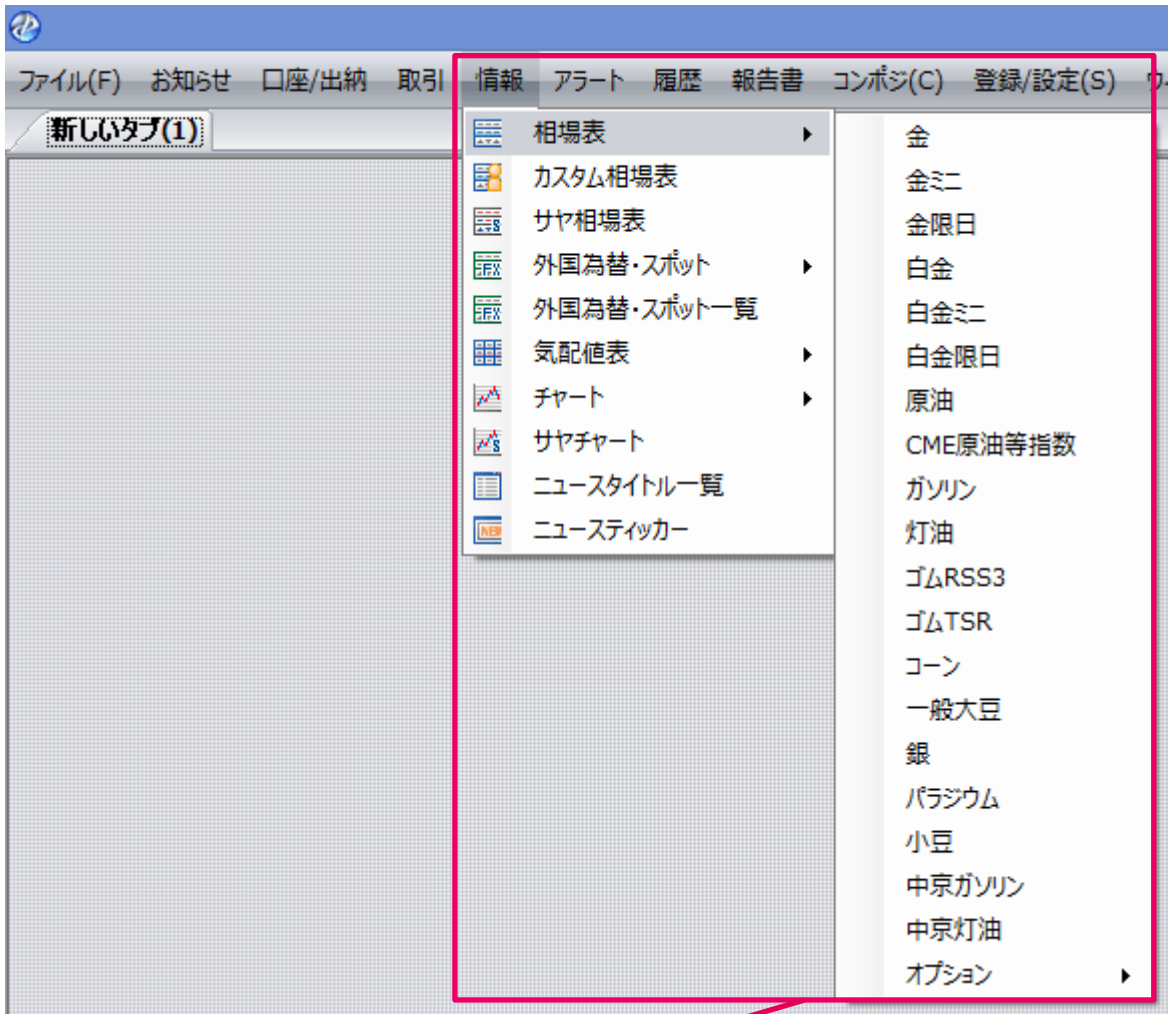 ファイル(F) お知らせ 口座/出納 取引 情報 アラート 履歴 報告書 コンポジ(C) 登録/設定(S)
新しいタブ(1)
相場表
カスタム相場表
サヤ相場表
外国為替・スポット
外国為替・スポット一覧
気配値表
チャート
サヤチャート
ニュースタイトル一覧
ニュースティッカー
金
金ミニ
金限日
白金
白金ミニ
白金限日
原油
CME原油等指数
ガソリン
灯油
ゴムRSS3
ゴムTSR
コーン
一般大豆
銀
パラジウム
小豆
中京ガソリン
中京灯油
オプション